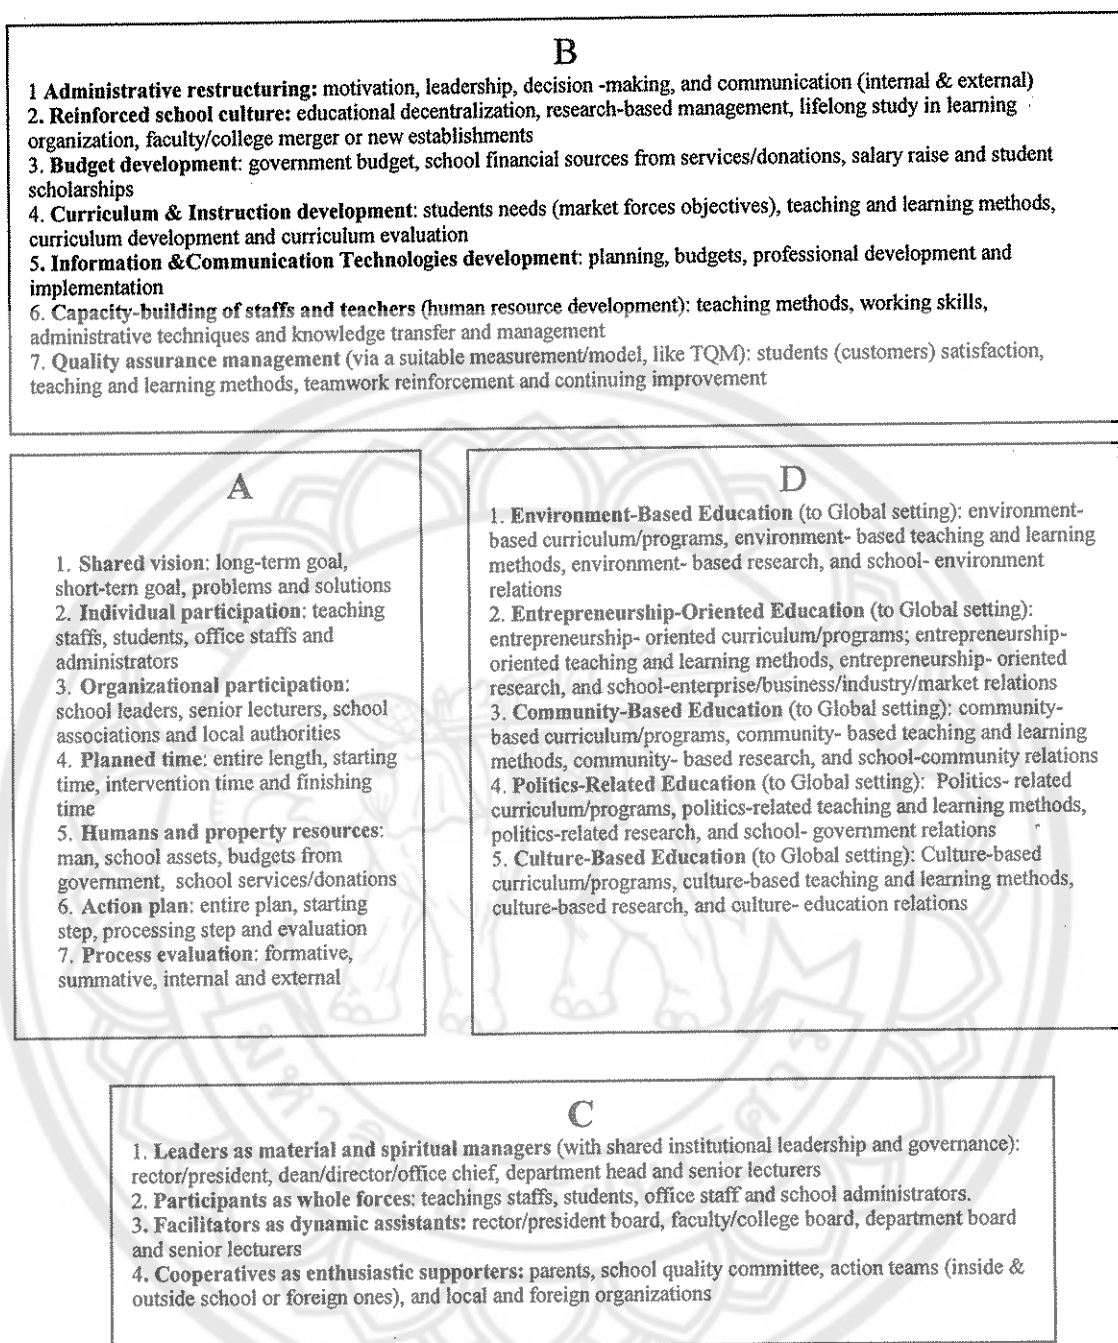 B
1 Administrative restructuring: motivation, leadership, decision -making, and communication (internal & external)
2. Reinforced school culture: educational decentralization, research-based management, lifelong study in learning
organization, faculty/college merger or new establishments
3. Budget development: government budget, school financial sources from services/donations, salary raise and student
scholarships
4. Curriculum & Instruction development: students needs (market forces objectives), teaching and learning methods,
curriculum development and curriculum evaluation
5. Information &Communication Technologies development: planning, budgets, professional development and
implementation
6. Capacity-building of staffs and teachers (human resource development): teaching methods, working skills,
administrative techniques and knowledge transfer and management
7. Quality assurance management (via a suitable measurement/model, like TQM): students (customers) satisfaction,
teaching and learning methods, teamwork reinforcement and continuing improvement
A
1. Shared vision: long-term goal,
short-tern goal, problems and solutions
2. Individual participation: teaching
staffs, students, office staffs and
administrators
3. Organizational participation:
school leaders, senior lecturers, school
associations and local authorities
4. Planned time: entire length, starting
time, intervention time and finishing
time
5. Humans and property resources:
man, school assets, budgets from
government, school services/donations
6. Action plan: entire plan, starting
step, processing step and evaluation
7. Process evaluation: formative,
summative, internal and external
D
1. Environment-Based Education (to Global setting): environment-
based curriculum/programs, environment- based teaching and learning
methods, environment- based research, and school- environment
relations
2. Entrepreneurship-Oriented Education (to Global setting):
entrepreneurship- oriented curriculum/programs; entrepreneurship-
oriented teaching and learning methods, entrepreneurship- oriented
research, and school-enterprise/business/industry/market relations
3. Community-Based Education (to Global setting): community-
based curriculum/programs, community- based teaching and learning
methods, community- based research, and school-community relations
4. Politics-Related Education (to Global setting): Politics- related
curriculum/programs, politics-related teaching and learning methods,
politics-related research, and school- government relations
5. Culture-Based Education (to Global setting): Culture-based
curriculum/programs, culture-based teaching and learning methods,
culture-based research, and culture- education relations
C
1. Leaders as material and spiritual managers (with shared institutional leadership and governance):
rector/president, dean/director/office chief, department head and senior lecturers
2. Participants as whole forces: teachings staffs, students, office staff and school administrators.
3. Facilitators as dynamic assistants: rector/president board, faculty/college board, department board
and senior lecturers
4. Cooperatives as enthusiastic supporters: parents, school quality committee, action teams (inside &
outside school or foreign ones), and local and foreign organizations